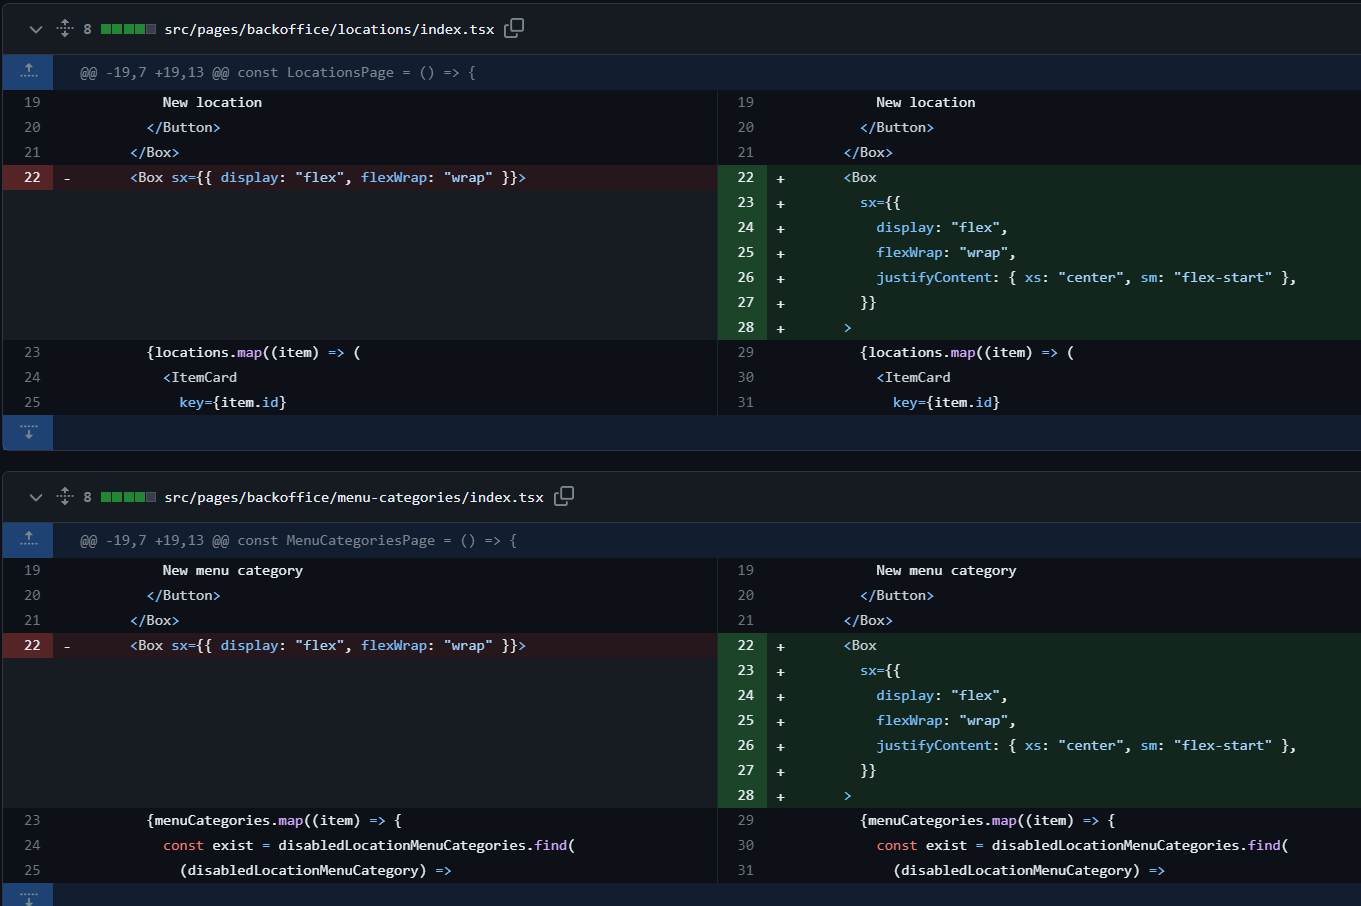 8 src/pages/backoffice/locations/index.tsx
@@ -19,7 +19,13 @@ const LocationsPage = () => {
19 New location
20 </Button>
21 </Box>
22 - <Box sx={{ display: "flex", flexWrap: "wrap" }}>
23 {locations.map((item) => (
24 <ItemCard
25 key={item.id}
19 New location
20 </Button>
21 </Box>
22 + <Box
23 + sx={{
24 + display: "flex",
25 + flexWrap: "wrap",
26 + justifyContent: { xs: "center", sm: "flex-start" },
27 + }}
28 + >
29 {locations.map((item) => (
30 <ItemCard
31 key={item.id}
8 src/pages/backoffice/menu-categories/index.tsx
@@ -19,7 +19,13 @@ const MenuCategoriesPage = () => {
19 New menu category
20 </Button>
21 </Box>
22 - <Box sx={{ display: "flex", flexWrap: "wrap" }}>
23 {menuCategories.map((item) => {
24 const exist = disabledLocationMenuCategories.find(
25 (disabledLocationMenuCategory) =>
19 New menu category
20 </Button>
21 </Box>
22 + <Box
23 + sx={{
24 + display: "flex",
25 + flexWrap: "wrap",
26 + justifyContent: { xs: "center", sm: "flex-start" },
27 + }}
28 + >
29 {menuCategories.map((item) => {
30 const exist = disabledLocationMenuCategories.find(
31 (disabledLocationMenuCategory) =>